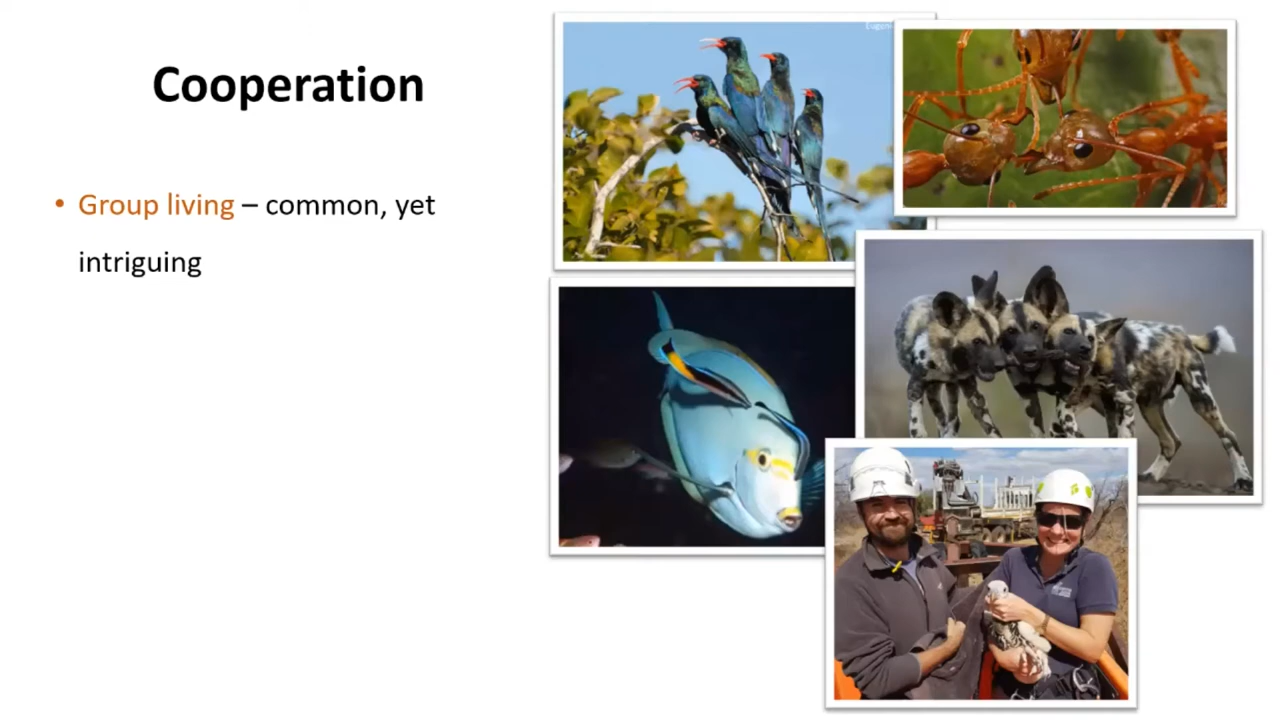 Cooperation
• Group living – common, yet
intriguing